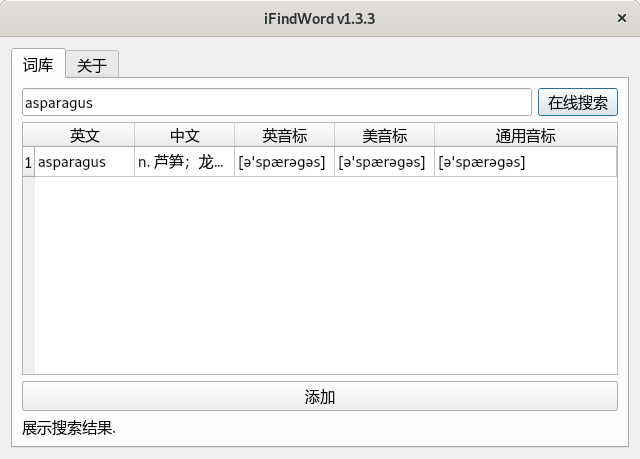 iFindWord v1.3.3
词库 关于
asparagus 在线搜索
英文 中文 英音标 美音标 通用音标
1 asparagus n. 芦笋；龙... [ə'spærəgəs] [ə'spærəgəs] [ə'spærəgəs]
添加
展示搜索结果.